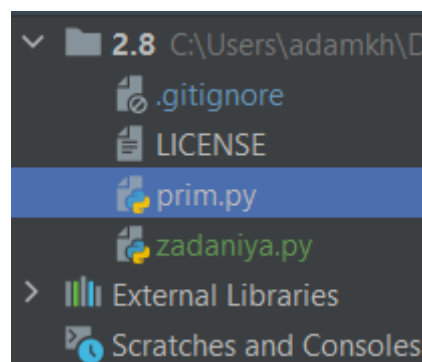 2.8 C:\Users\adamkh\D
.gitignore
LICENSE
prim.py
zadaniya.py
External Libraries
Scratches and Consoles